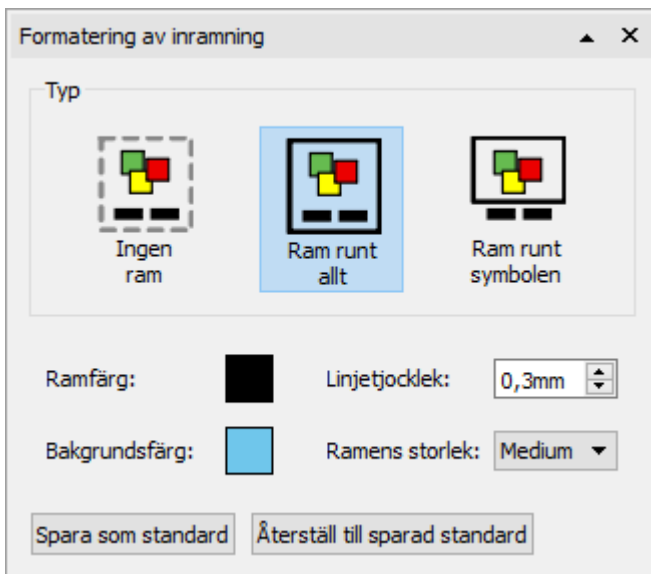 Formatering av inramning
Typ
Ingen
ram
Ram runt
allt
Ram runt
symbolen
Ramfärg:
Linjetjocklek:
0,3mm
Bakgrundsfärg:
Ramens storlek:
Medium
Spara som standard
Återställ till sparad standard